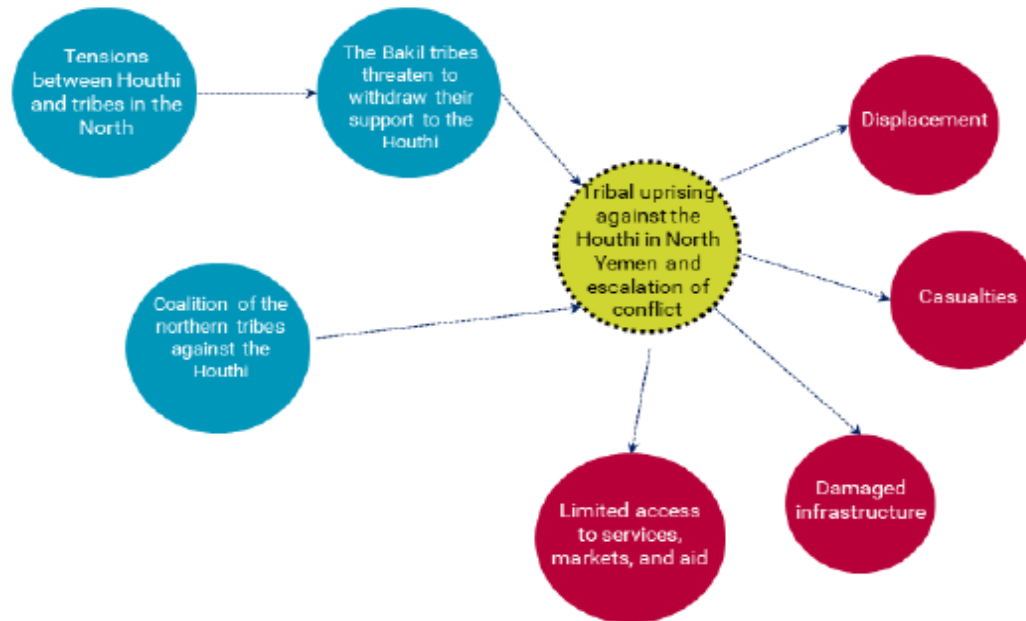 Tensions
between Houthi
and tribes in the
North
The Bakil tribes
threaten to
withdraw their
support to the
Houthi
Displacement
Tribal uprising
against the
Houthi in North
Yemen and
escalation of
conflict
Coalition of the
northern tribes
against the
Houthi
Casualties
Limited access
to services,
markets, and aid
Damaged
infrastructure